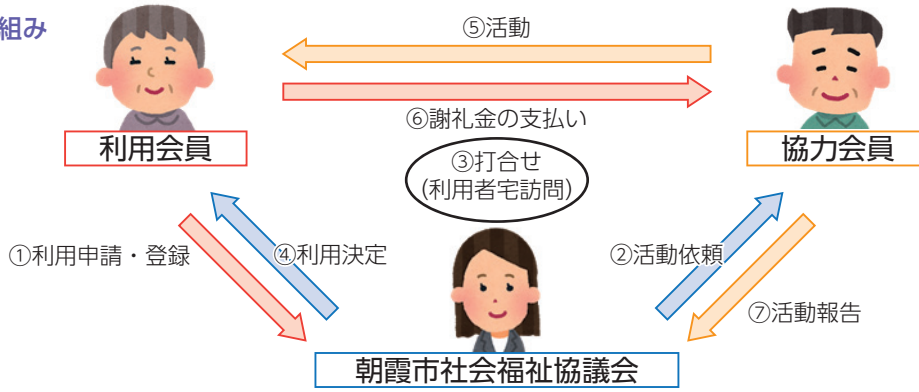 組み
⑤活動
⑥謝礼金の支払い
利用会員
協力会員
③打合せ
(利用者宅訪問)
①利用申請・登録
④利用決定
②活動依頼
⑦活動報告
朝霞市社会福祉協議会